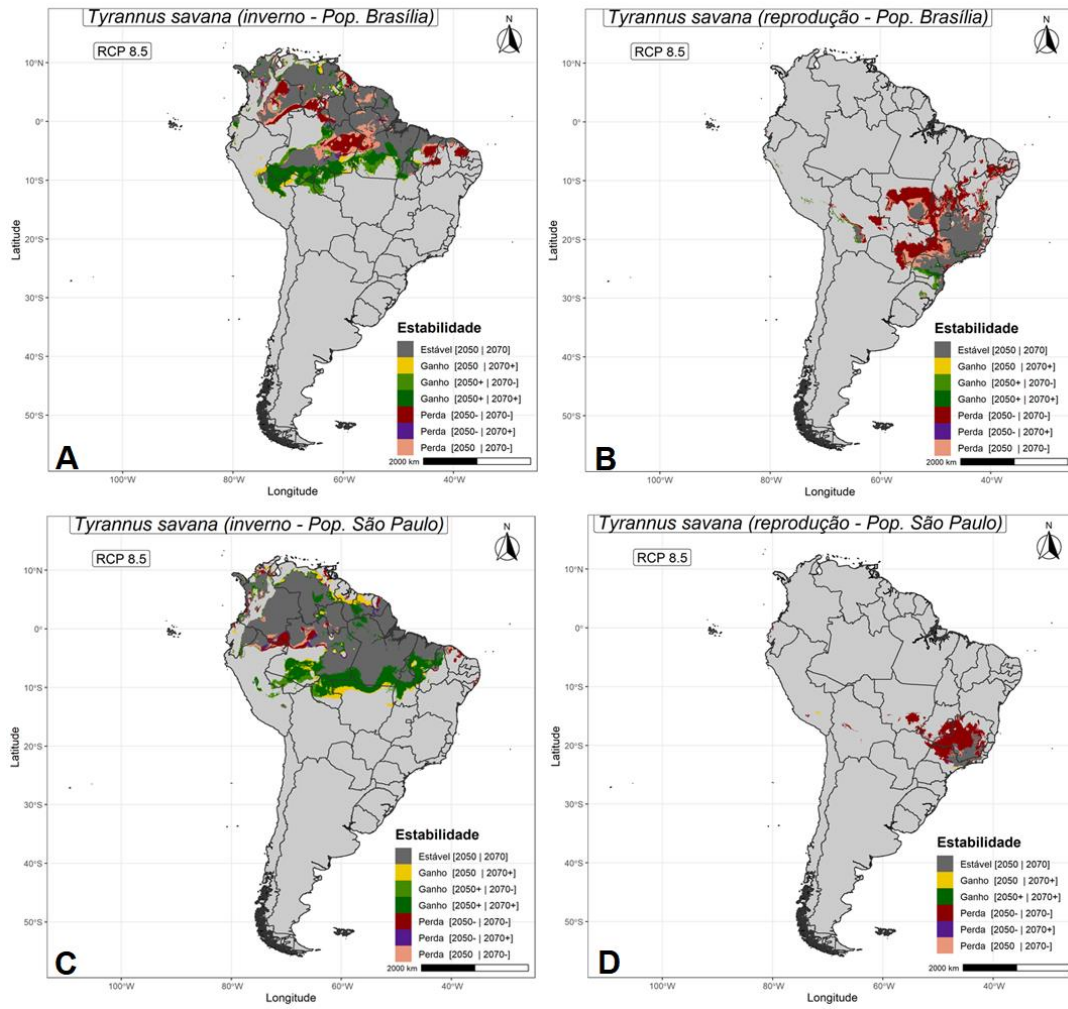 Tyrannus savana (inverno - Pop. Brasília)
N
RCP 8.5
10°N
0°
10°S
20°S
30°S
40°S
50°S
Latitude
Estabilidade
Estável [2050 | 2070]
Ganho [2050 | 2070+]
Ganho [2050+ | 2070-]
Ganho [2050+ | 2070+]
Perda [2050- | 2070-]
Perda [2050- | 2070+]
Perda [2050 | 2070-]
2000 km
A
100°W
80°W
60°W
40°W
Longitude
Tyrannus savana (reprodução - Pop. Brasília)
N
RCP 8.5
10°N
0°
10°S
20°S
30°S
40°S
50°S
Latitude
Estabilidade
Estável [2050 | 2070]
Ganho [2050 | 2070+]
Ganho [2050+ | 2070-]
Ganho [2050+ | 2070+]
Perda [2050- | 2070-]
Perda [2050- | 2070+]
Perda [2050 | 2070-]
2000 km
B
100°W
80°W
60°W
40°W
Longitude
Tyrannus savana (inverno - Pop. São Paulo)
N
RCP 8.5
10°N
0°
10°S
20°S
30°S
40°S
50°S
Latitude
Estabilidade
Estável [2050 | 2070]
Ganho [2050 | 2070+]
Ganho [2050+ | 2070-]
Ganho [2050+ | 2070+]
Perda [2050- | 2070-]
Perda [2050- | 2070+]
Perda [2050 | 2070-]
2000 km
C
100°W
80°W
60°W
40°W
Longitude
Tyrannus savana (reprodução - Pop. São Paulo)
N
RCP 8.5
10°N
0°
10°S
20°S
30°S
40°S
50°S
Latitude
Estabilidade
Estável [2050 | 2070]
Ganho [2050 | 2070+]
Ganho [2050+ | 2070+]
Perda [2050- | 2070-]
Perda [2050- | 2070+]
Perda [2050 | 2070-]
2000 km
D
100°W
80°W
60°W
40°W
Longitude